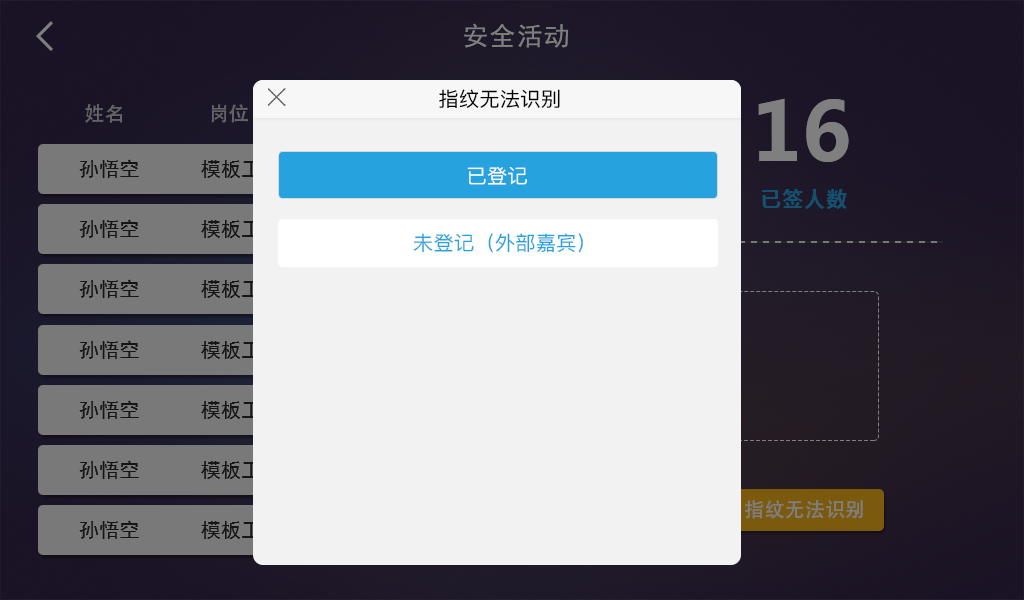 安全活动
指纹无法识别
已登记
未登记（外部嘉宾）
姓名 岗位
孙悟空 模板工
孙悟空 模板工
孙悟空 模板工
孙悟空 模板工
孙悟空 模板工
孙悟空 模板工
孙悟空 模板工
16
已签人数
指纹无法识别